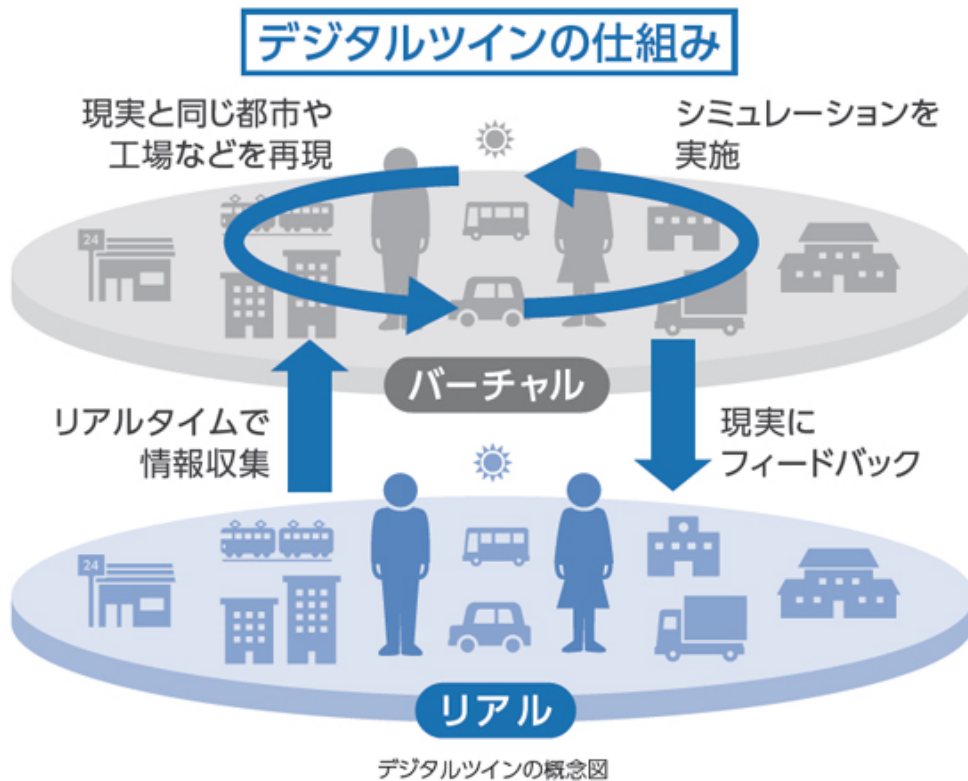 デジタルツインの仕組み
現実と同じ都市や
工場などを再現
シミュレーションを
実施
24
バーチャル
リアルタイムで
情報収集
現実に
フィードバック
24
リアル
デジタルツインの概念図